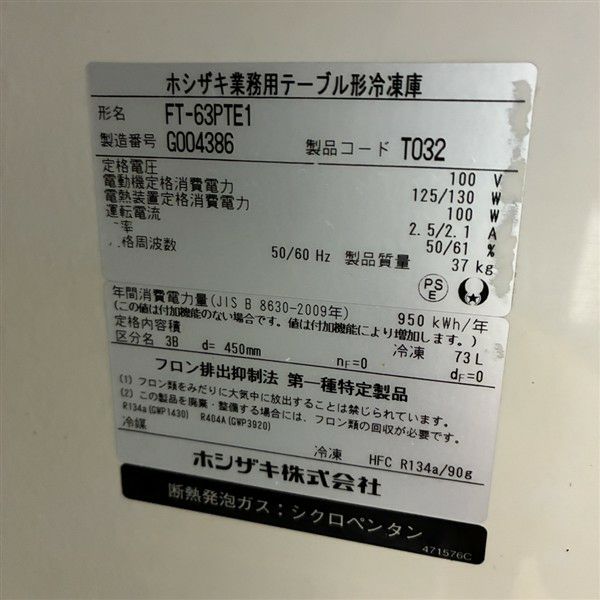 ホシザキ業務用テーブル形冷凍庫
形名 FT-63PTE1
製造番号 G004386 製品コード T032
定格電圧 100 V
電動機定格消費電力 125/130 W
電熱装置定格消費電力 100 W
運転電流 2.5/2.1 A
率 50/61 %
格周波数 50/60 Hz 製品質量 37 kg
PS
E
年間消費電力量(JIS B 8630-2009年) 950 kWh/年
(この値は付加機能のない場合です。値は付加機能により増加します。)
定格内容積 冷凍 73 L
区分名 3B d= 450mm nF=0 dF=0
フロン排出抑制法 第一種特定製品
(1) フロン類をみだりに大気中に放出することは禁じられています。
(2) この製品を廃棄・整備する場合には、フロン類の回収が必要です。
R134a(GWP1430) R404A(GWP3920)
冷媒 冷凍 HFC R134a/90g
ホシザキ株式会社
断熱発泡ガス：シクロペンタン
471576C